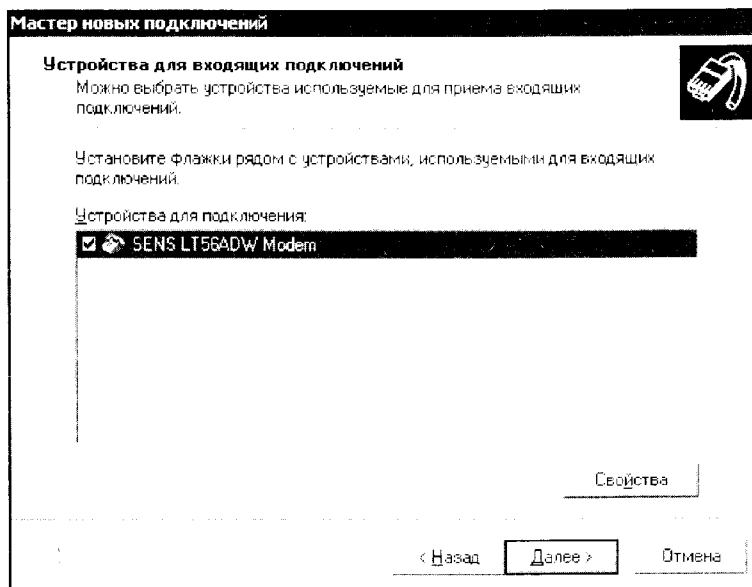 Мастер новых подключений
Устройства для входящих подключений
Можно выбрать устройства используемые для приема входящих
подключений.
Установите флажки рядом с устройствами, используемыми для входящих
подключений.
Устройства для подключения:
SENS LT56ADW Modem
Свойства
< Назад
Далее >
Отмена